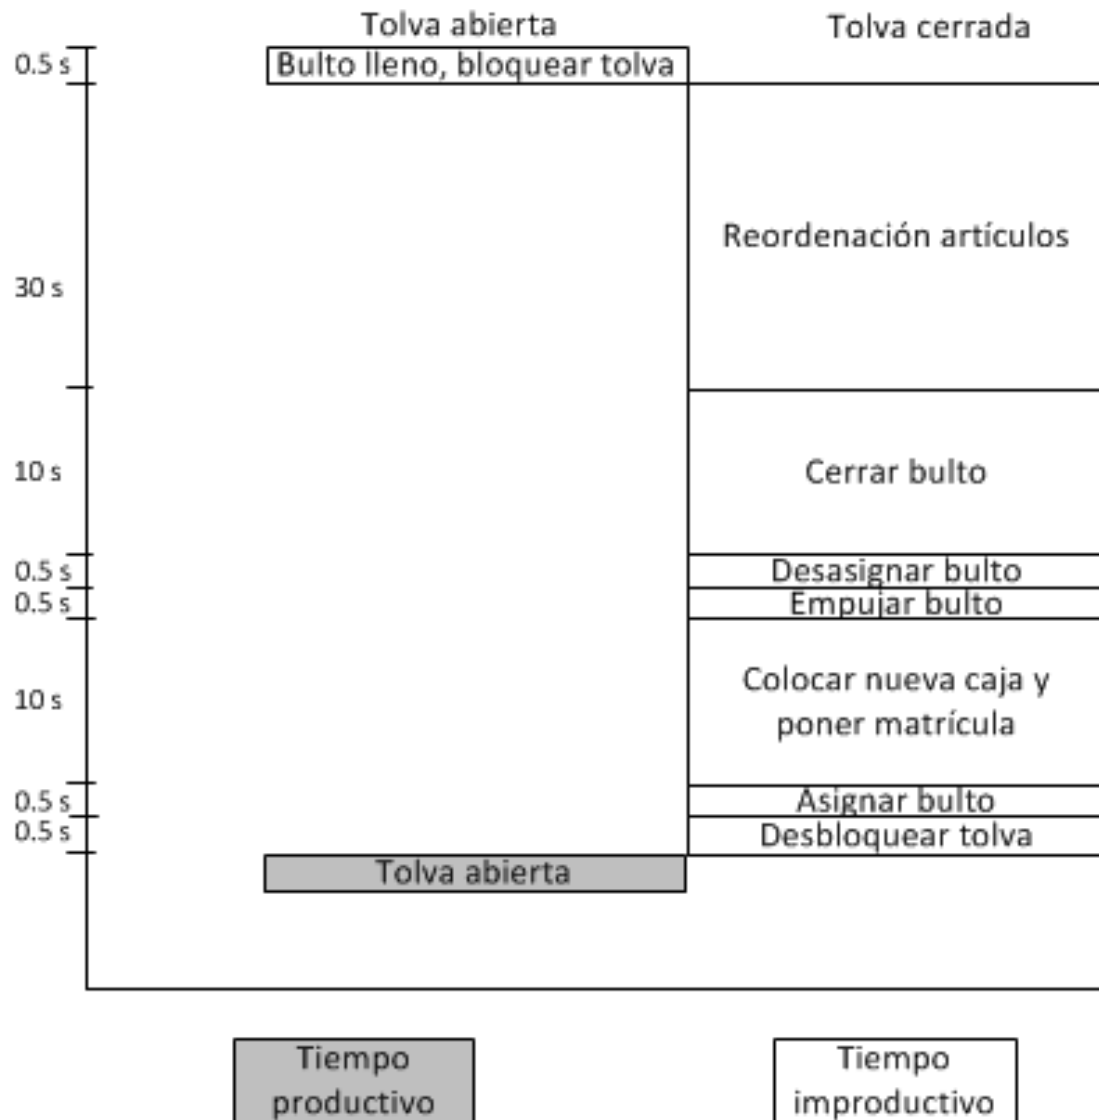 Tolva abierta
Tolva cerrada
0.5 s
Bulto lleno, bloquear tolva
30 s
Reordenación artículos
10 s
Cerrar bulto
0.5 s
Desasignar bulto
0.5 s
Empujar bulto
10 s
Colocar nueva caja y
poner matrícula
0.5 s
Asignar bulto
0.5 s
Desbloquear tolva
Tolva abierta
Tiempo
productivo
Tiempo
improductivo